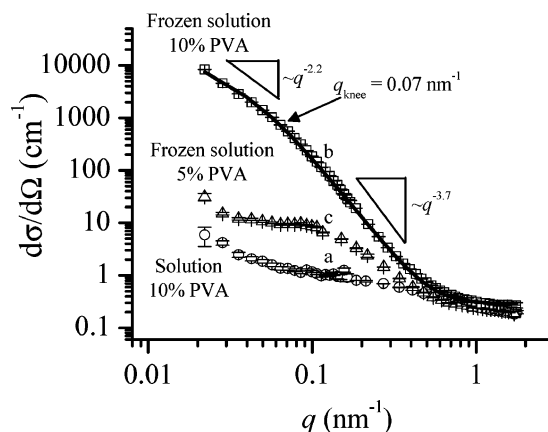 Frozen solution
10% PVA
~q-2.2
qknee = 0.07 nm-1
10000
1000
b
100
Frozen solution
5% PVA
~q-3.7
10
c
a
1
Solution
10% PVA
0.1
dσ/dΩ (cm-1)
0.01
0.1
1
q (nm-1)